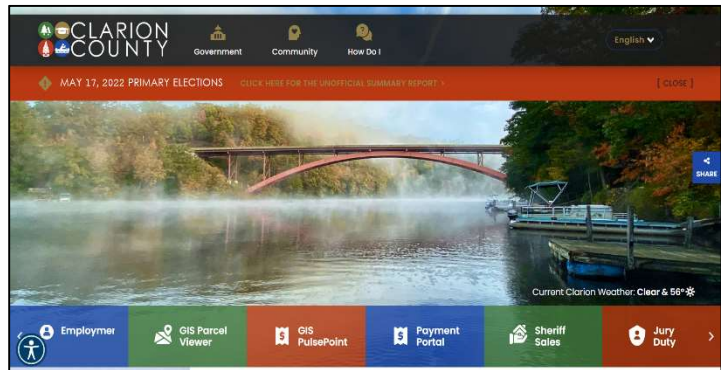 CLARION
COUNTY
Government
Community
How Do I
English
MAY 17, 2022 PRIMARY ELECTIONS
CLICK HERE FOR THE UNOFFICIAL SUMMARY REPORT >
[ CLOSE ]
SHARE
Current Clarion Weather: Clear & 56°
Employmer
GIS Parcel
Viewer
GIS
PulsePoint
Payment
Portal
Sheriff
Sales
Jury
Duty